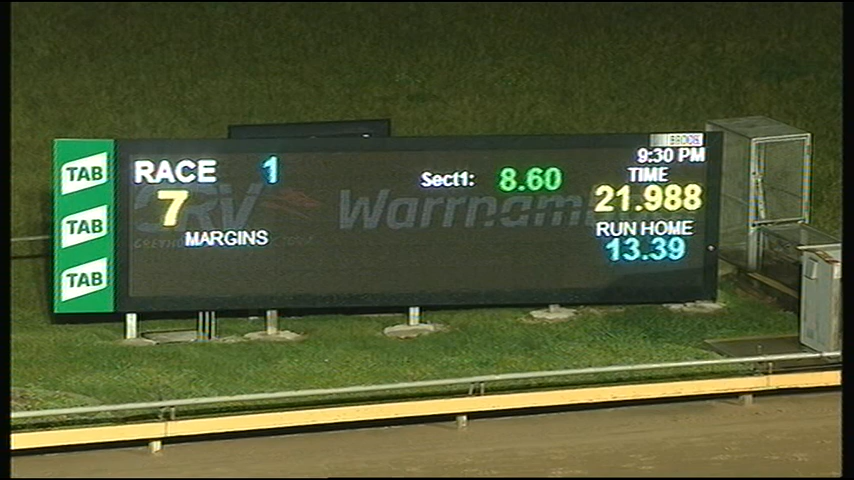 TAB
TAB
TAB
RACE 1
7
MARGINS
GRV
Sect1: 8.60
9:30 PM
TIME
21.988
RUN HOME
13.39